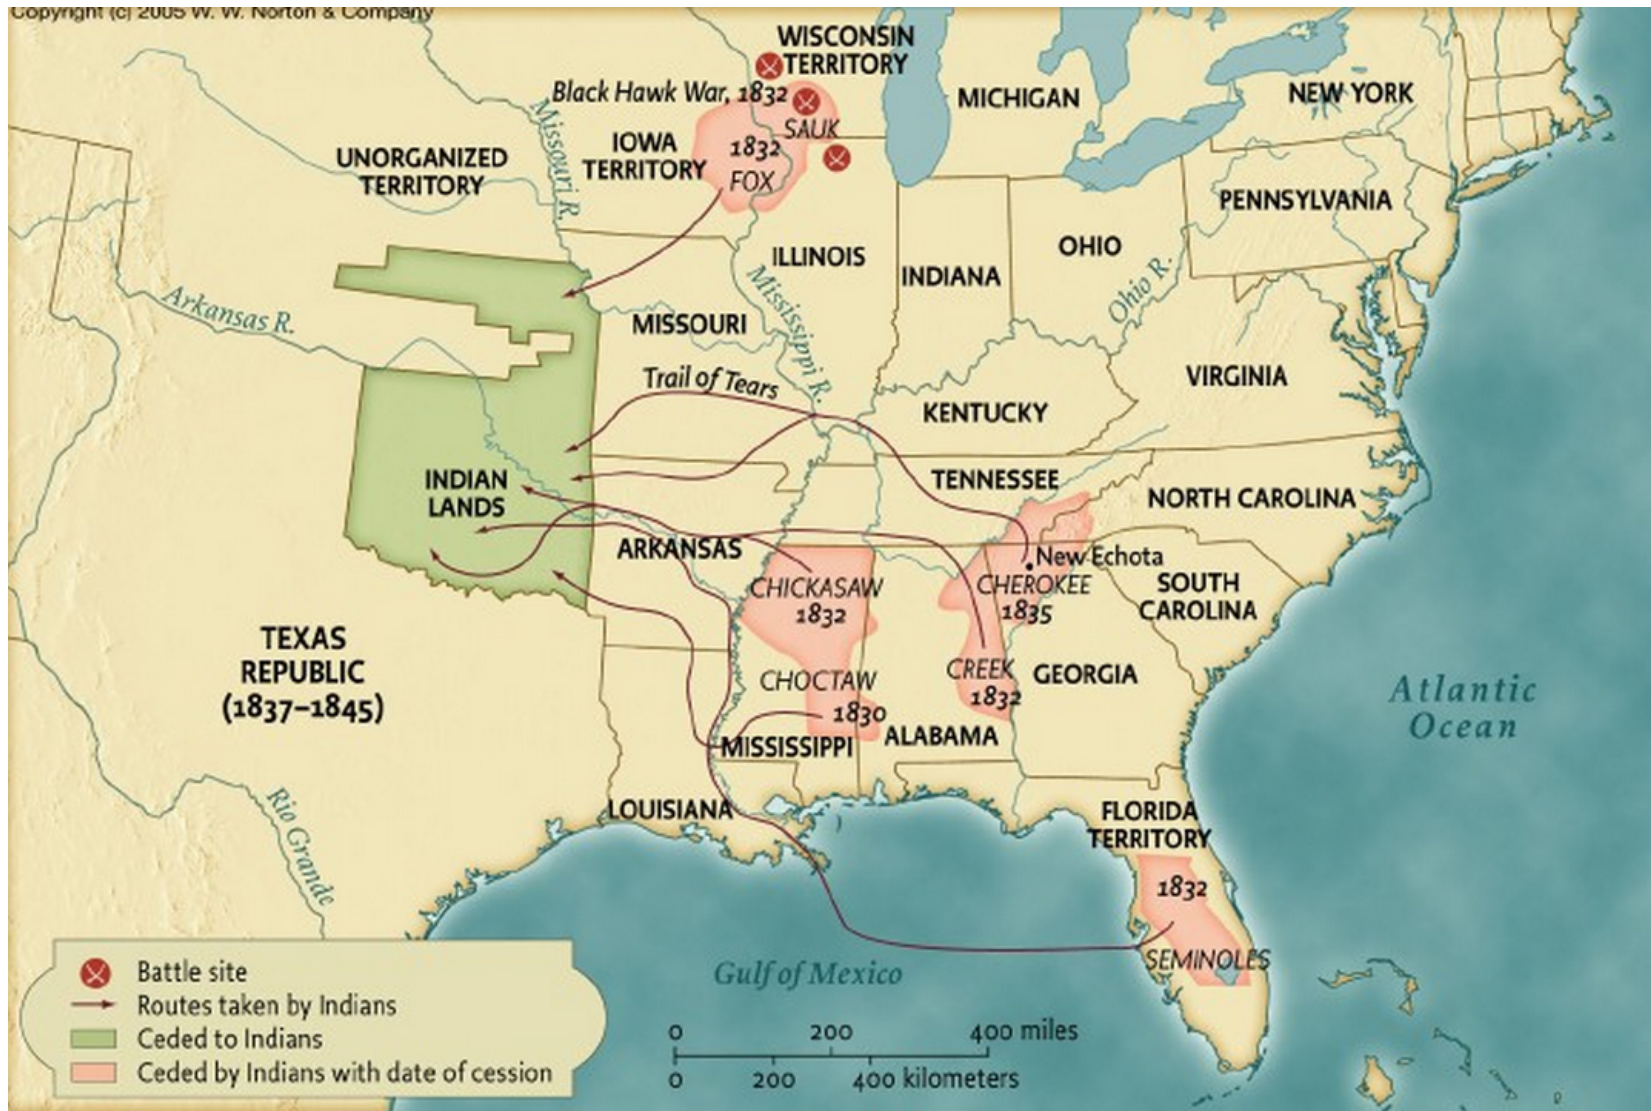 Copyright (c) 2005 W. W. Norton & Company
WISCONSIN
TERRITORY
Black Hawk War, 1832
MICHIGAN
NEW YORK
SAUK
1832
FOX
IOWA
TERRITORY
Missouri R.
UNORGANIZED
TERRITORY
PENNSYLVANIA
OHIO
ILLINOIS
INDIANA
Ohio R.
Mississippi R.
Arkansas R.
MISSOURI
Trail of Tears
VIRGINIA
KENTUCKY
INDIAN
LANDS
TENNESSEE
NORTH CAROLINA
ARKANSAS
New Echota
CHICKASAW
1832
CHEROKEE
1835
SOUTH
CAROLINA
TEXAS
REPUBLIC
(1837–1845)
CHOCTAW
1830
CREEK
1832
GEORGIA
Atlantic
Ocean
MISSISSIPPI
ALABAMA
LOUISIANA
FLORIDA
TERRITORY
Rio Grande
1832
SEMINOLES
Gulf of Mexico
Battle site
Routes taken by Indians
Ceded to Indians
Ceded by Indians with date of cession
0 200 400 miles
0 200 400 kilometers